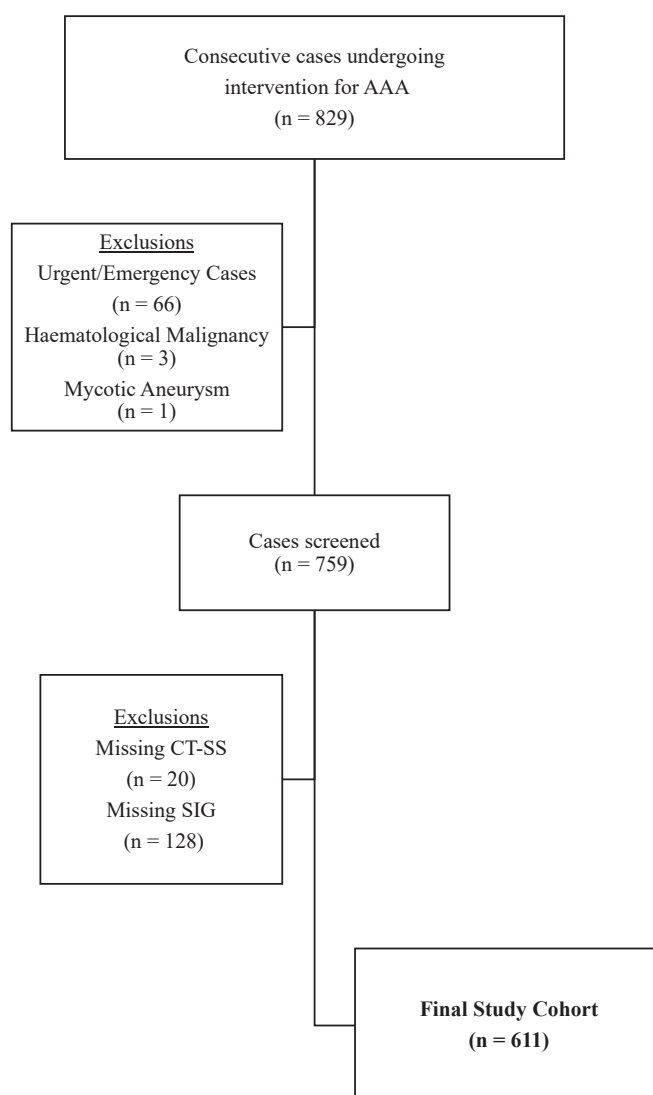 Consecutive cases undergoing
intervention for AAA
(n = 829)
Exclusions
Urgent/Emergency Cases
(n = 66)
Haematological Malignancy
(n = 3)
Mycotic Aneurysm
(n = 1)
Cases screened
(n = 759)
Exclusions
Missing CT-SS
(n = 20)
Missing SIG
(n = 128)
Final Study Cohort
(n = 611)